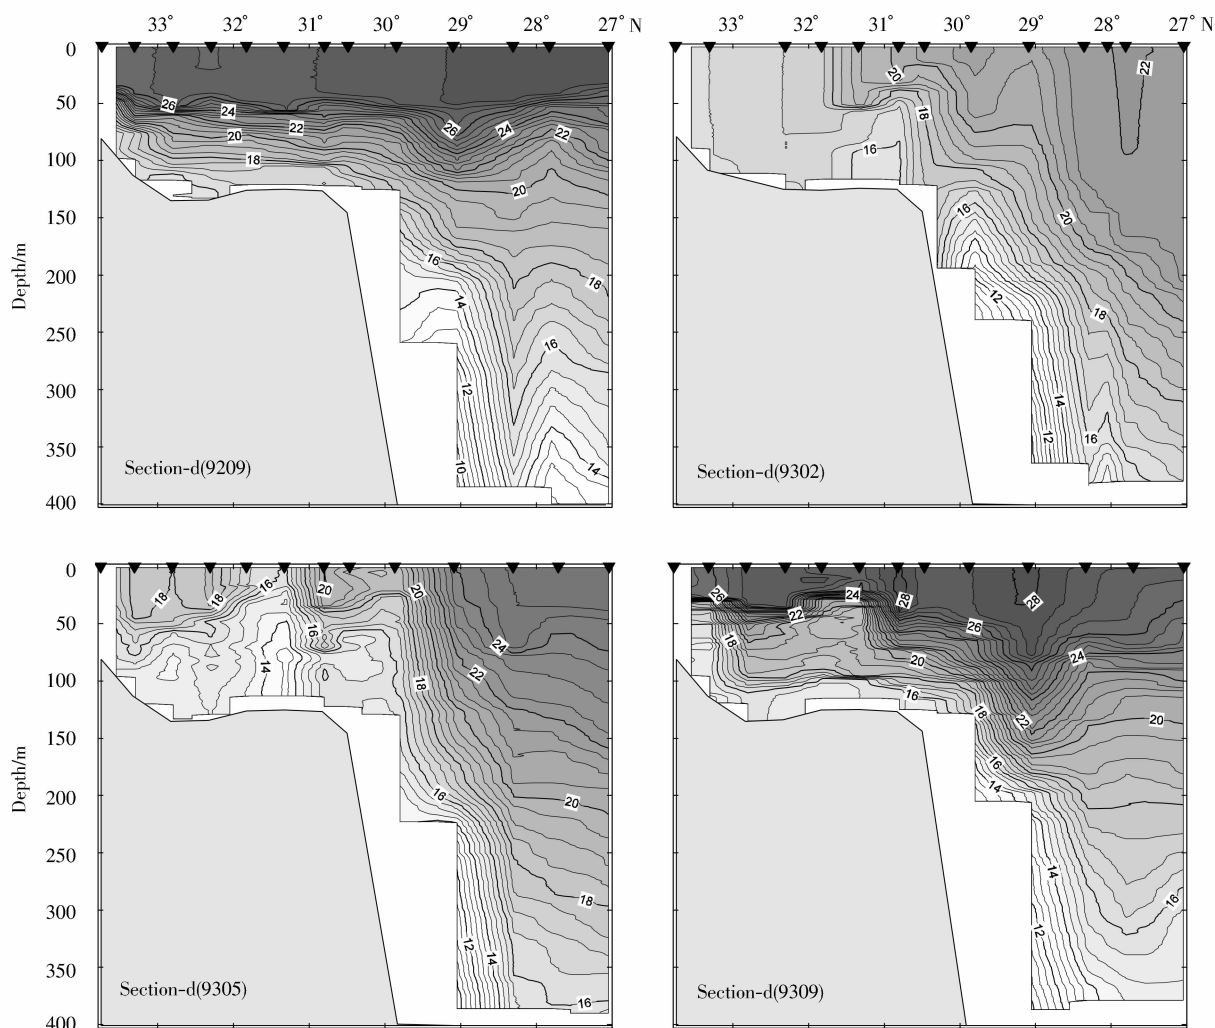 33° 32° 31° 30° 29° 28° 27° N
33° 32° 31° 30° 29° 28° 27° N
0
50
100
150
200
250
300
350
400
Depth/m
26 24 22 20 18 26 24 22 20 16 18 14 16 12 10 14
Section-d(9209)
22 20 18 16 16 20 12 18 14 12 16
Section-d(9302)
0
50
100
150
200
250
300
350
400
Depth/m
18 18 16 20 20 16 14 18 24 22 16 20 18 12 14 16
Section-d(9305)
26 22 24 28 28 26 18 20 24 16 18 22 20 16 14 14 16 12
Section-d(9309)